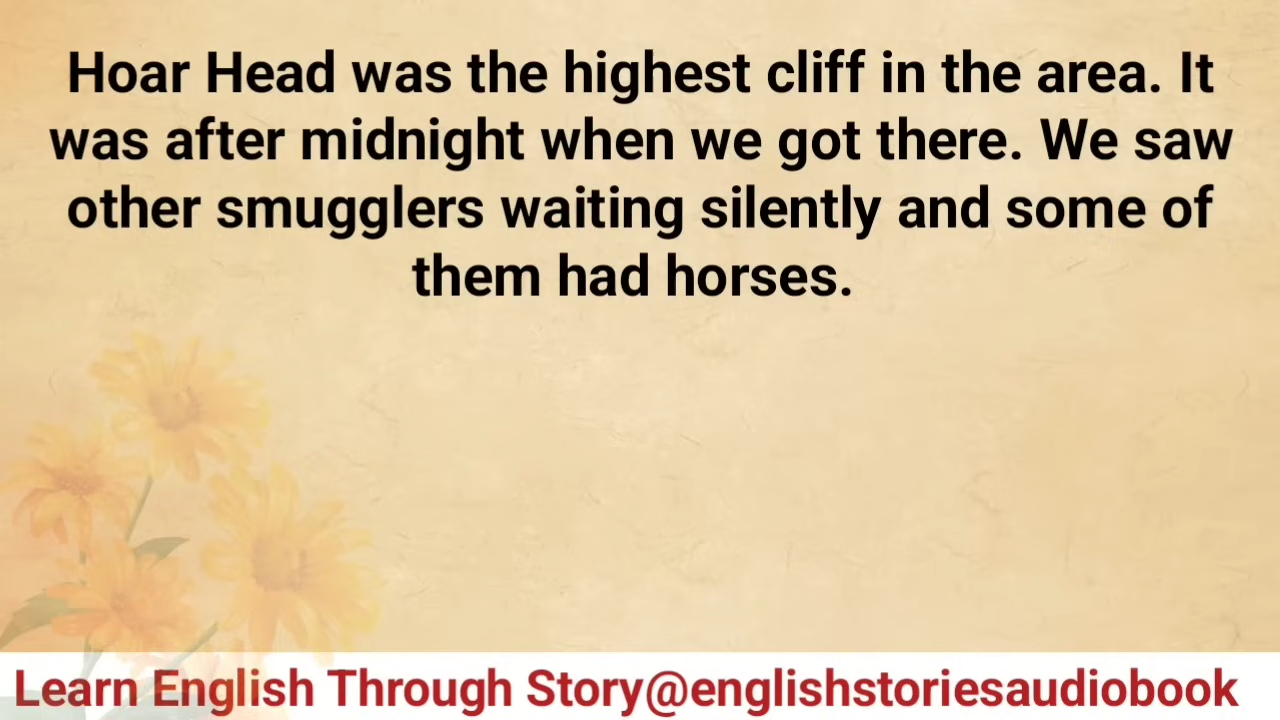 Hoar Head was the highest cliff in the area. It
was after midnight when we got there. We saw
other smugglers waiting silently and some of
them had horses.
Learn English Through Story@englishstoriesaudiobook